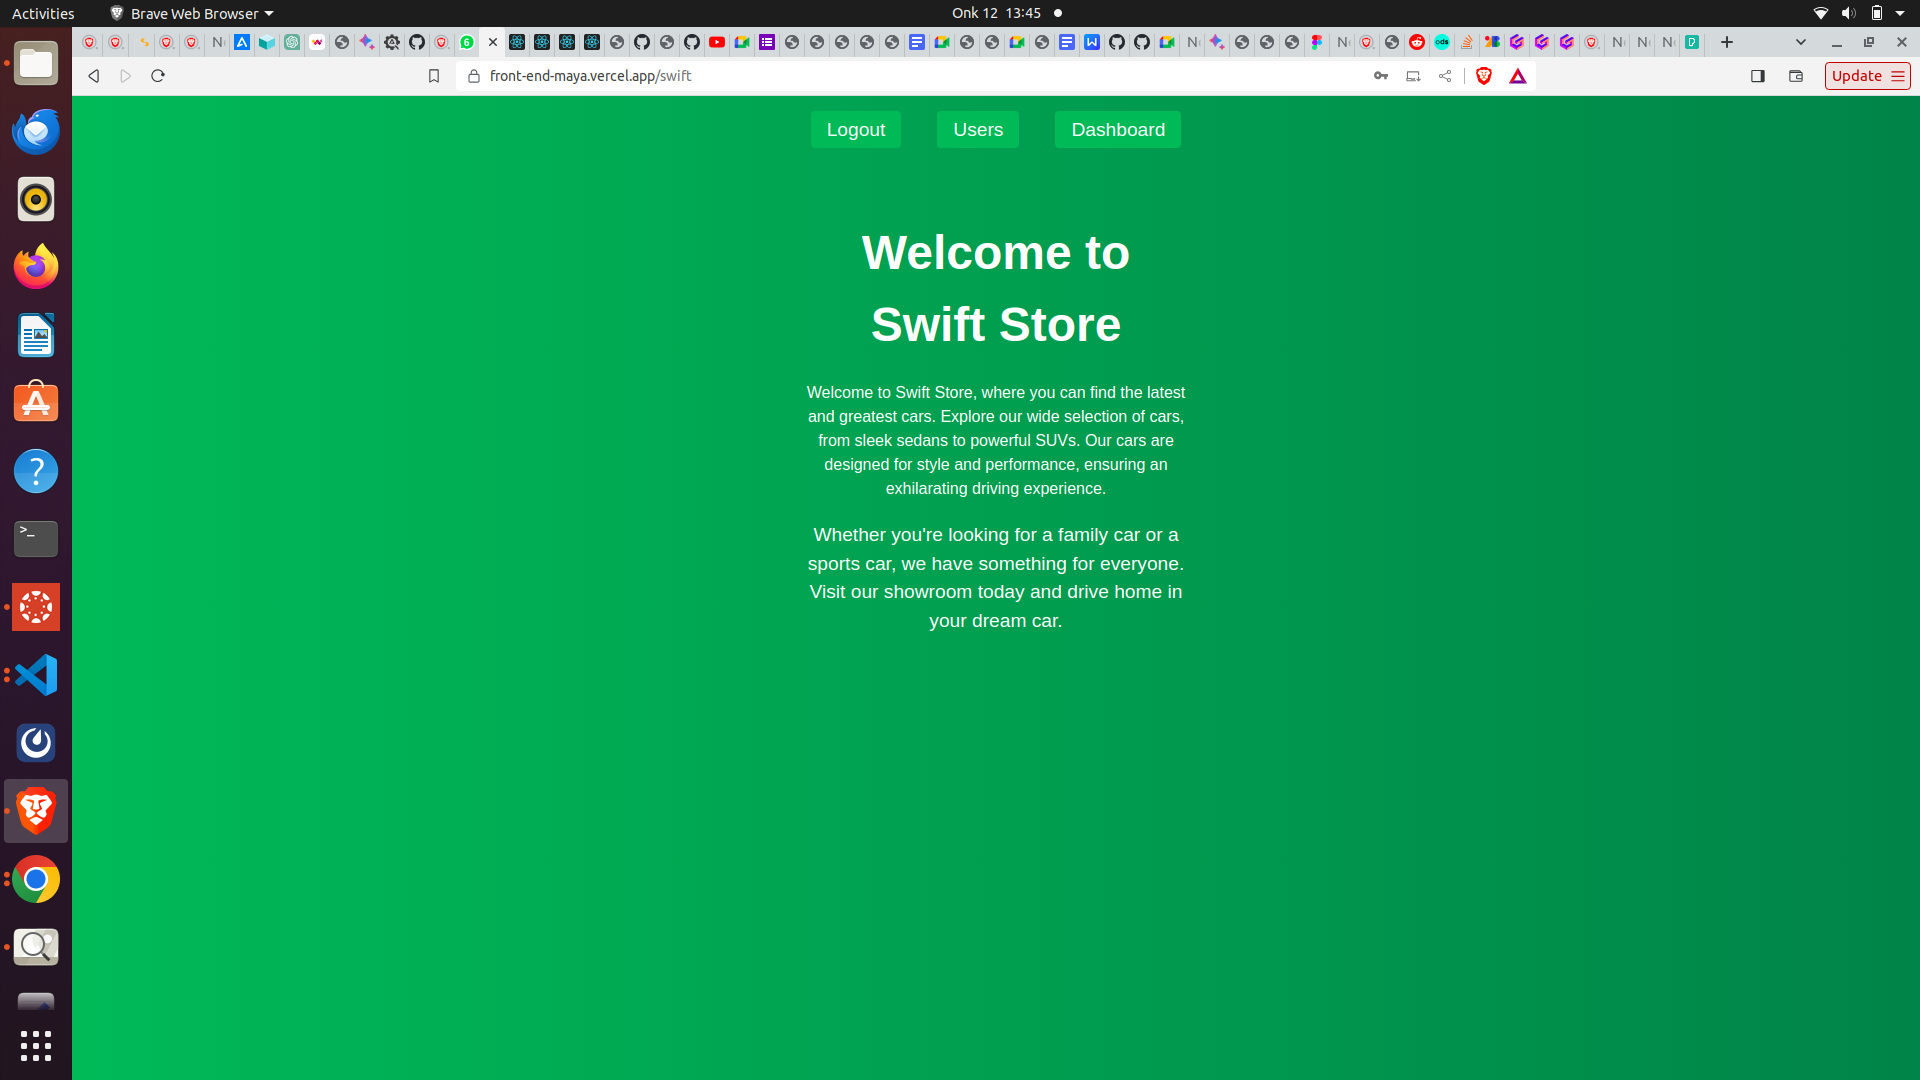 Activities Brave Web Browser Onk 12 13:45
6
ods
front-end-maya.vercel.app/swift Update
Logout Users Dashboard
Welcome to
Swift Store
Welcome to Swift Store, where you can find the latest
and greatest cars. Explore our wide selection of cars,
from sleek sedans to powerful SUVs. Our cars are
designed for style and performance, ensuring an
exhilarating driving experience.
Whether you're looking for a family car or a
sports car, we have something for everyone.
Visit our showroom today and drive home in
your dream car.